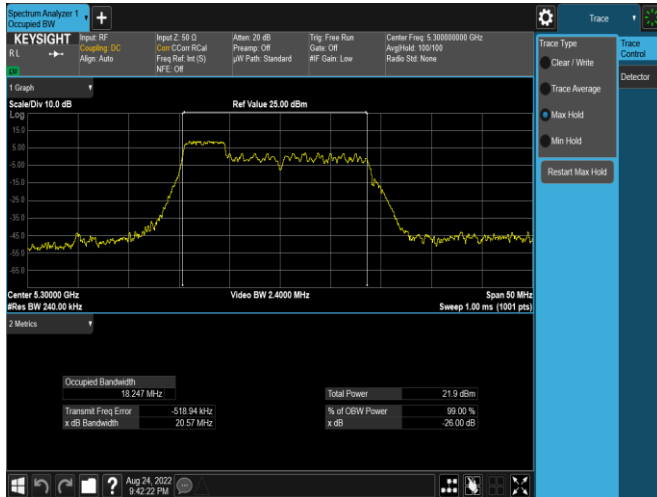 Spectrum Analyzer 1
Occupied BW
Trace
KEYSIGHT
R L
LV
Input: RF
Coupling: DC
Align: Auto
Input Z: 50 Ω
Corr CCorr RCal
Freq Ref: Int (S)
NFE: Off
Atten: 20 dB
Preamp: Off
µW Path: Standard
Trig: Free Run
Gate: Off
#IF Gain: Low
Center Freq: 5.300000000 GHz
Avg|Hold: 100/100
Radio Std: None
Trace Type
Clear / Write
Trace Average
Max Hold
Min Hold
Restart Max Hold
Trace
Control
Detector
1 Graph
Scale/Div 10.0 dB
Ref Value 25.00 dBm
Log
15.0
5.00
-5.00
-15.0
-25.0
-35.0
-45.0
-55.0
-65.0
Center 5.30000 GHz
Video BW 2.4000 MHz
Span 50 MHz
#Res BW 240.00 kHz
Sweep 1.00 ms (1001 pts)
2 Metrics
Occupied Bandwidth
18.247 MHz
Total Power 21.9 dBm
Transmit Freq Error -518.94 kHz
% of OBW Power 99.00 %
x dB Bandwidth 20.57 MHz
x dB -26.00 dB
Aug 24, 2022
9:42:22 PM